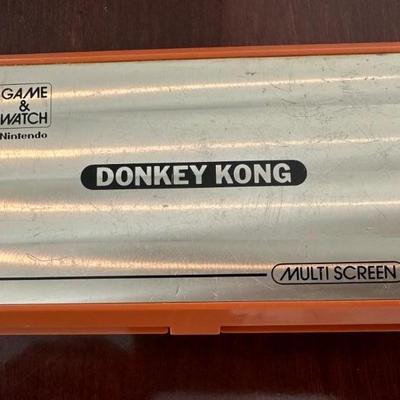 GAME
&
WATCH
Nintendo
DONKEY KONG
MULTI SCREEN